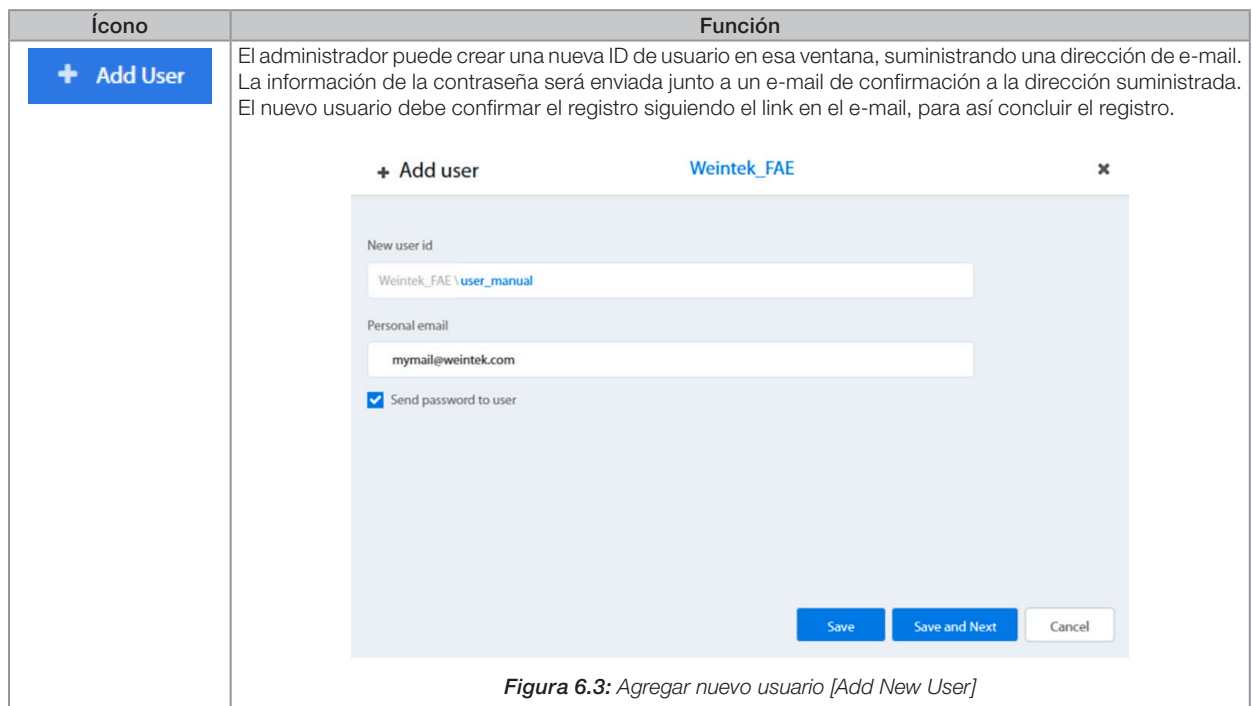 Ícono
Función
+ Add User
El administrador puede crear una nueva ID de usuario en esa ventana, suministrando una dirección de e-mail.
La información de la contraseña será enviada junto a un e-mail de confirmación a la dirección suministrada.
El nuevo usuario debe confirmar el registro siguiendo el link en el e-mail, para así concluir el registro.
+ Add user
Weintek_FAE
New user id
Weintek_FAE \ user_manual
Personal email
mymail@weintek.com
Send password to user
Save
Save and Next
Cancel
Figura 6.3: Agregar nuevo usuario [Add New User]